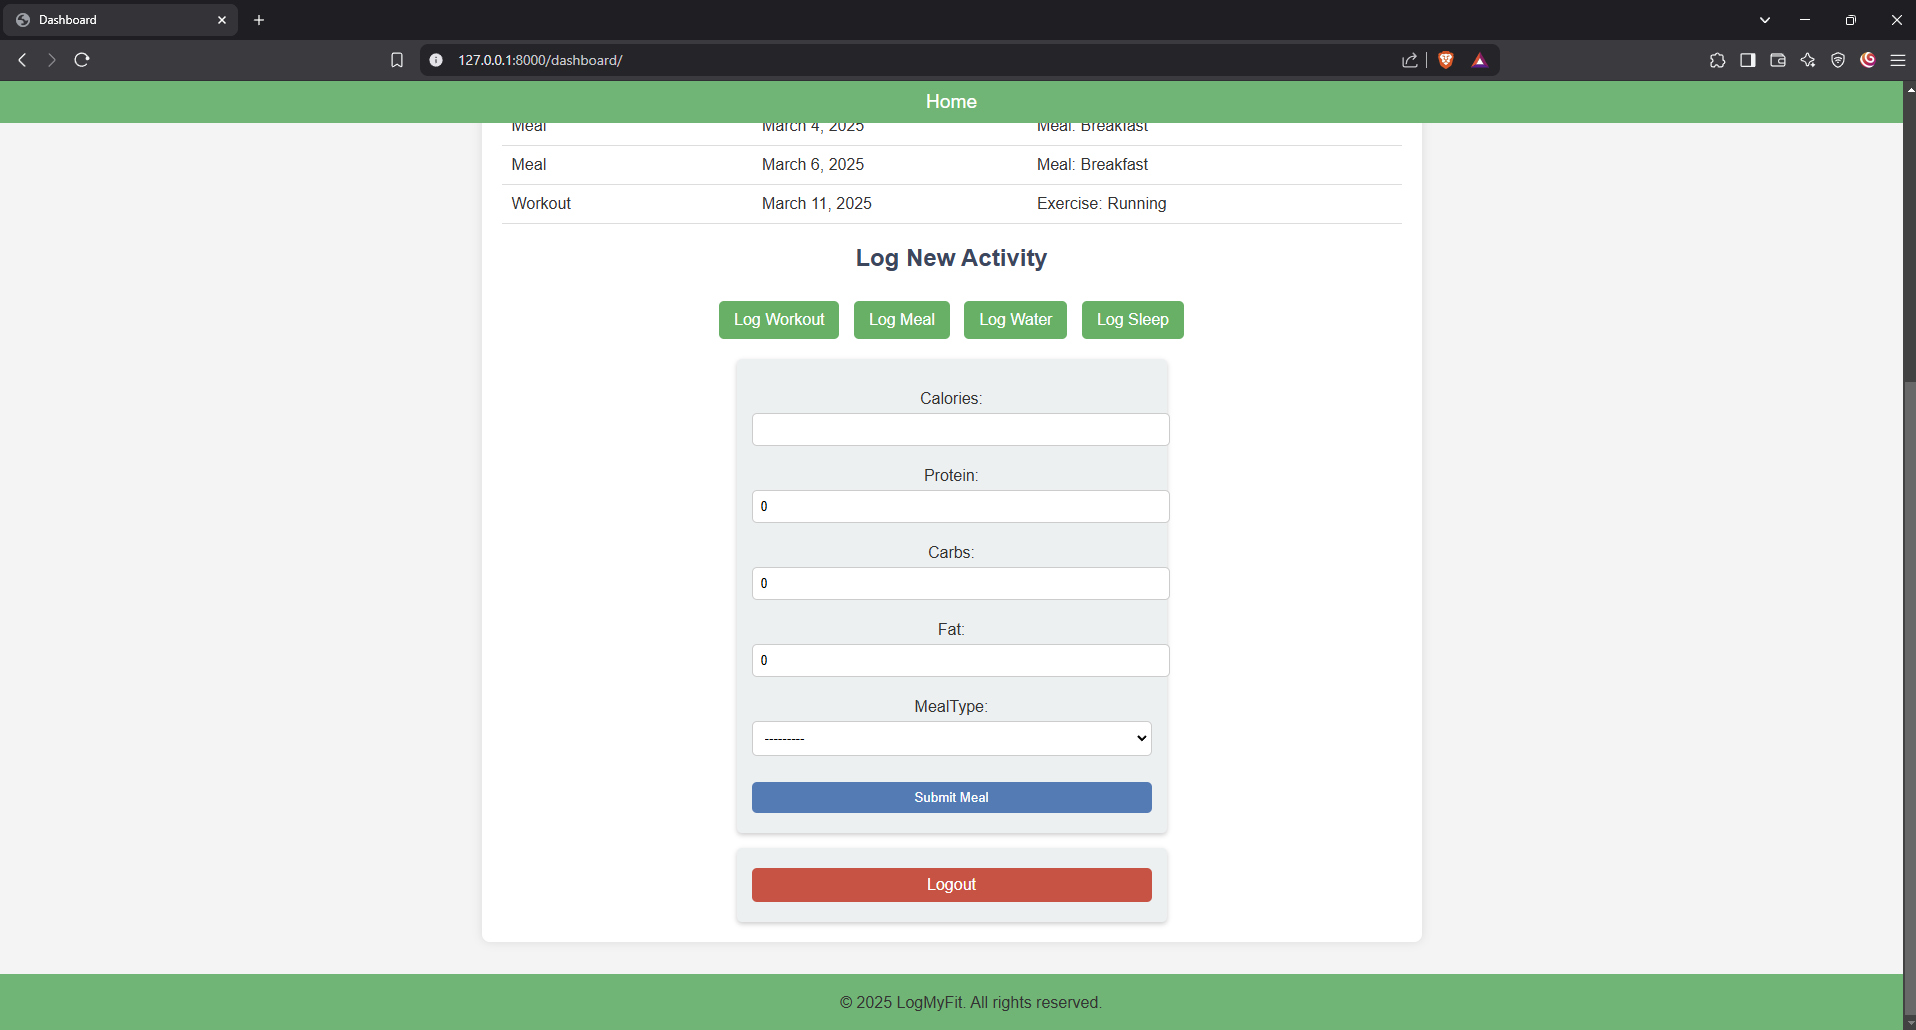 Dashboard
127.0.0.1:8000/dashboard/
Home
Meal March 4, 2025 Meal: Breakfast
Meal March 6, 2025 Meal: Breakfast
Workout March 11, 2025 Exercise: Running
Log New Activity
Log Workout Log Meal Log Water Log Sleep
Calories:
Protein:
0
Carbs:
0
Fat:
0
MealType:
---------
Submit Meal
Logout
© 2025 LogMyFit. All rights reserved.